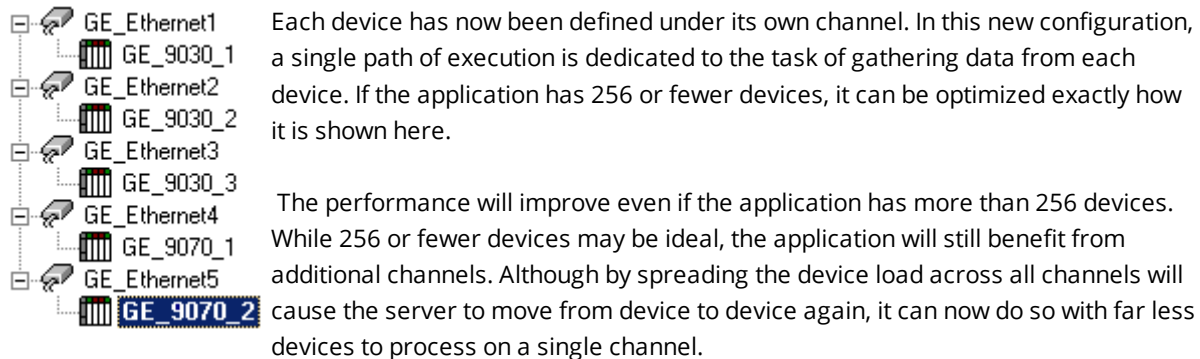 GE_Ethernet1
GE_9030_1
GE_Ethernet2
GE_9030_2
GE_Ethernet3
GE_9030_3
GE_Ethernet4
GE_9070_1
GE_Ethernet5
GE_9070_2
Each device has now been defined under its own channel. In this new configuration,
a single path of execution is dedicated to the task of gathering data from each
device. If the application has 256 or fewer devices, it can be optimized exactly how
it is shown here.
The performance will improve even if the application has more than 256 devices.
While 256 or fewer devices may be ideal, the application will still benefit from
additional channels. Although by spreading the device load across all channels will
cause the server to move from device to device again, it can now do so with far less
devices to process on a single channel.